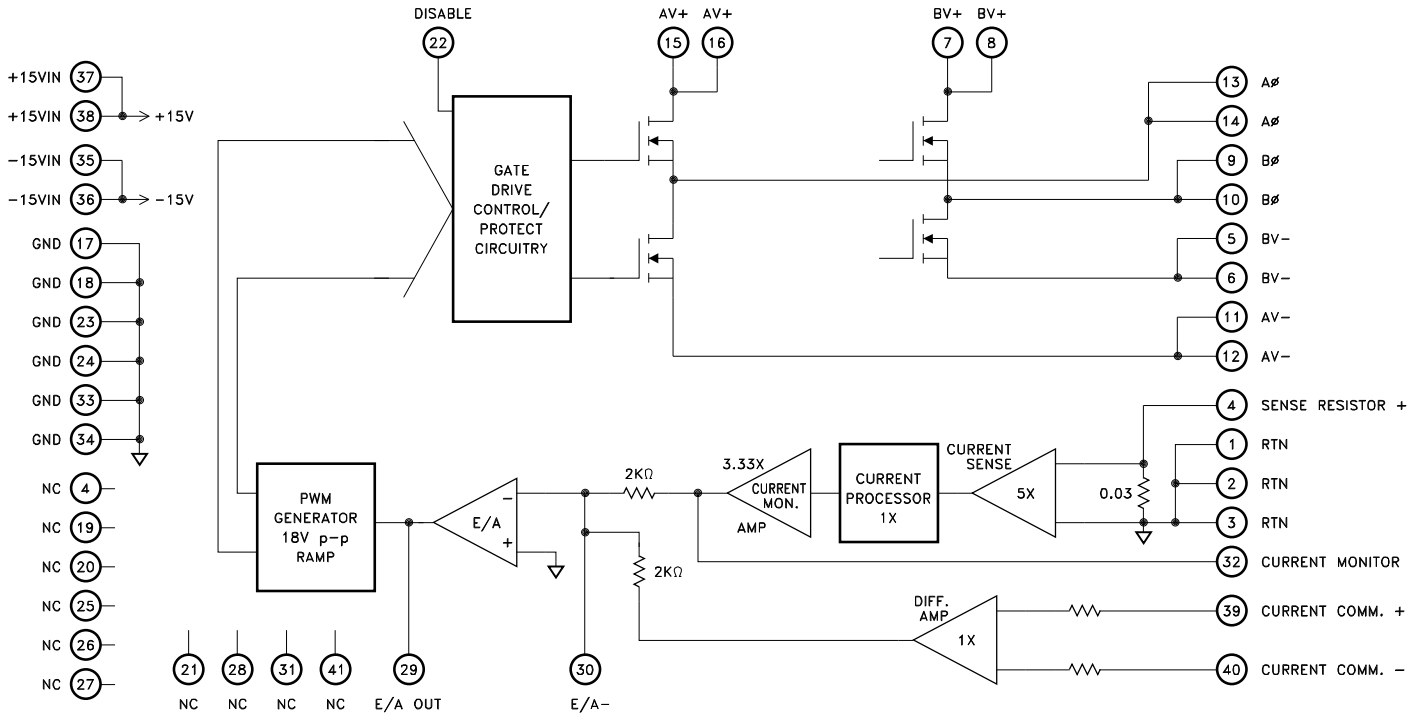 DISABLE
22
AV+ AV+
15 16
BV+ BV+
7 8
+15VIN 37
+15VIN 38 +15V
-15VIN 35
-15VIN 36 -15V
GND 17
GND 18
GND 23
GND 24
GND 33
GND 34
NC 4
NC 19
NC 20
NC 25
NC 26
NC 27
GATE
DRIVE
CONTROL/
PROTECT
CIRCUITRY
13 AØ
14 AØ
9 BØ
10 BØ
5 BV-
6 BV-
11 AV-
12 AV-
4 SENSE RESISTOR +
1 RTN
2 RTN
3 RTN
32 CURRENT MONITOR
39 CURRENT COMM. +
40 CURRENT COMM. -
PWM
GENERATOR
18V p-p
RAMP
E/A
-
+
2KΩ
2KΩ
3.33X
CURRENT
MON.
AMP
CURRENT
PROCESSOR
1X
CURRENT
SENSE
5X
0.03
DIFF.
AMP
1X
21 28 31 41 29 30
NC NC NC NC E/A OUT E/A-